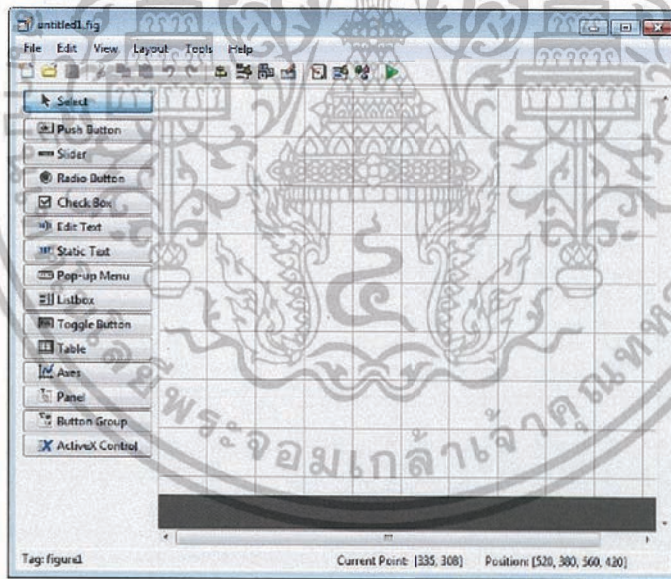 untitled1.fig
File Edit View Layout Tools Help
Select
Push Button
Slider
Radio Button
Check Box
Edit Text
Static Text
Pop-up Menu
Listbox
Toggle Button
Table
Axes
Panel
Button Group
ActiveX Control
Tag: figure1 Current Point: [335, 308] Position: [520, 380, 560, 420]
พระจอมเกล้าเจ้าคุณทหาร